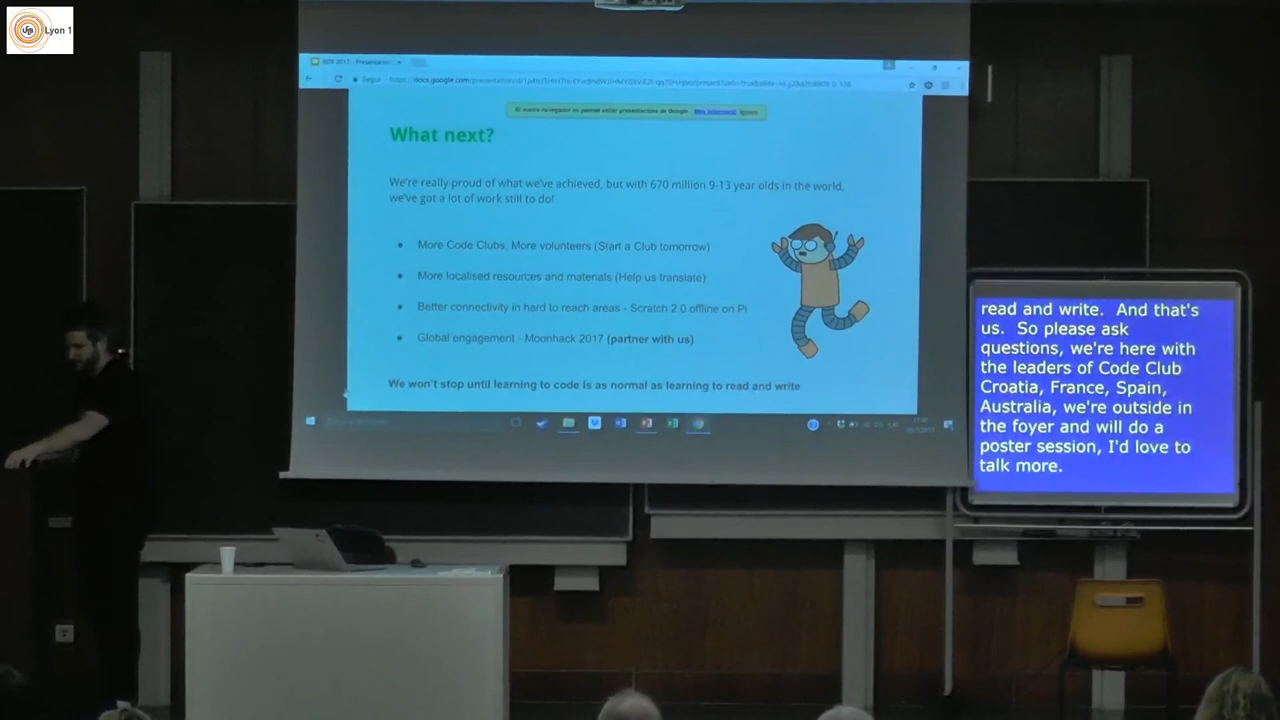 Lyon 1
What next?
We're really proud of what we've achieved, but with 670 million 9-13 year olds in the world,
we've got a lot of work still to do!
• More Code Clubs. More volunteers (Start a Club tomorrow)
• More localised resources and materials (Help us translate)
• Better connectivity in hard to reach areas - Scratch 2.0 offline on Pi
• Global engagement - Moonhack 2017 (partner with us)
We won't stop until learning to code is as normal as learning to read and write
read and write. And that's
us. So please ask
questions, we're here with
the leaders of Code Club
Croatia, France, Spain,
Australia, we're outside in
the foyer and will do a
poster session, I'd love to
talk more.